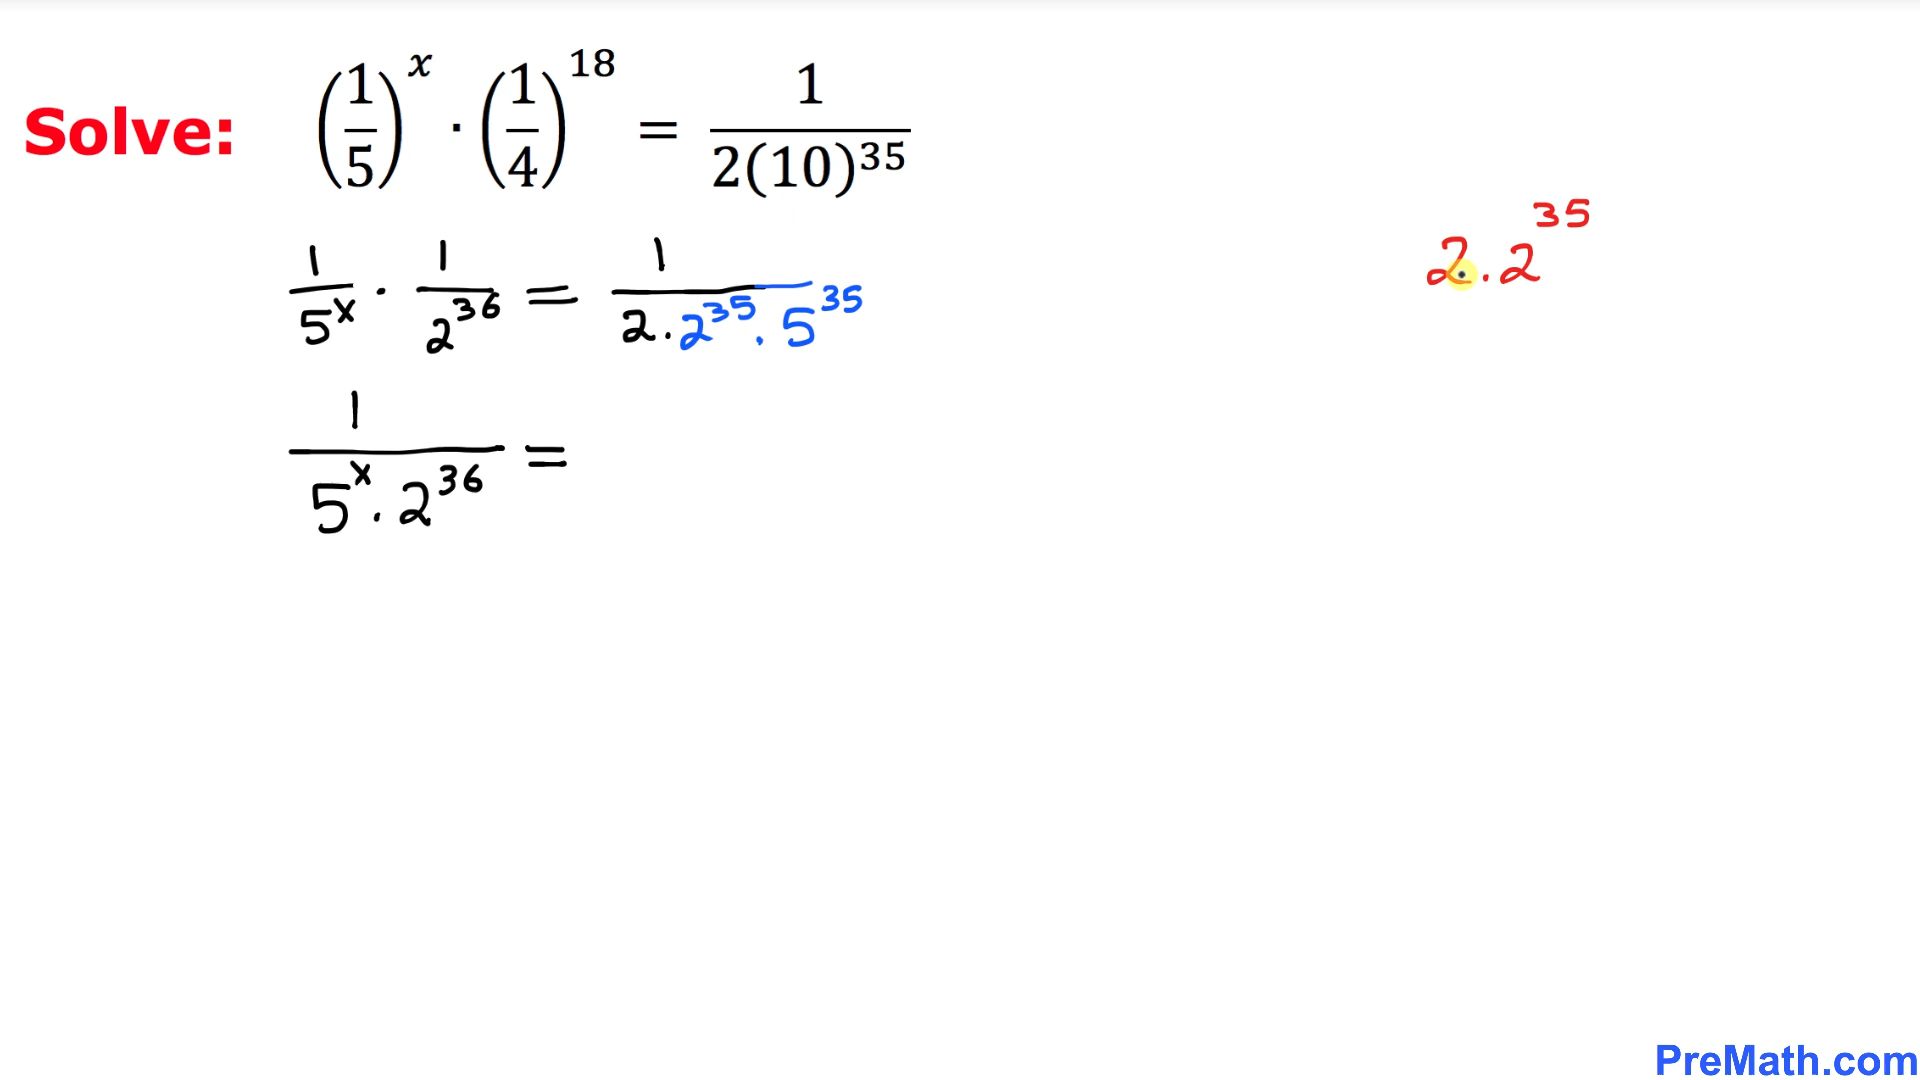 Solve: (1/5)^x · (1/4)^18 = 1/(2(10)^35)
2 · 2^35
1/5^x · 1/2^36 = 1/(2 · 2^35 · 5^35)
1/(5^x · 2^36) =
PreMath.com